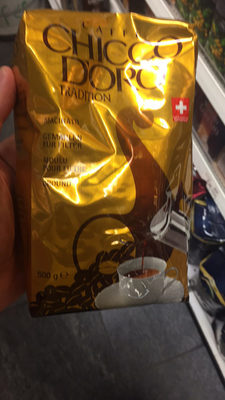 CAFFÈ
CHICCO
D'ORO
TRADITION
MACINATO
GEMAHLEN
FÜR FILTER
MOULU
POUR FILTRE
GROUND
500 g e